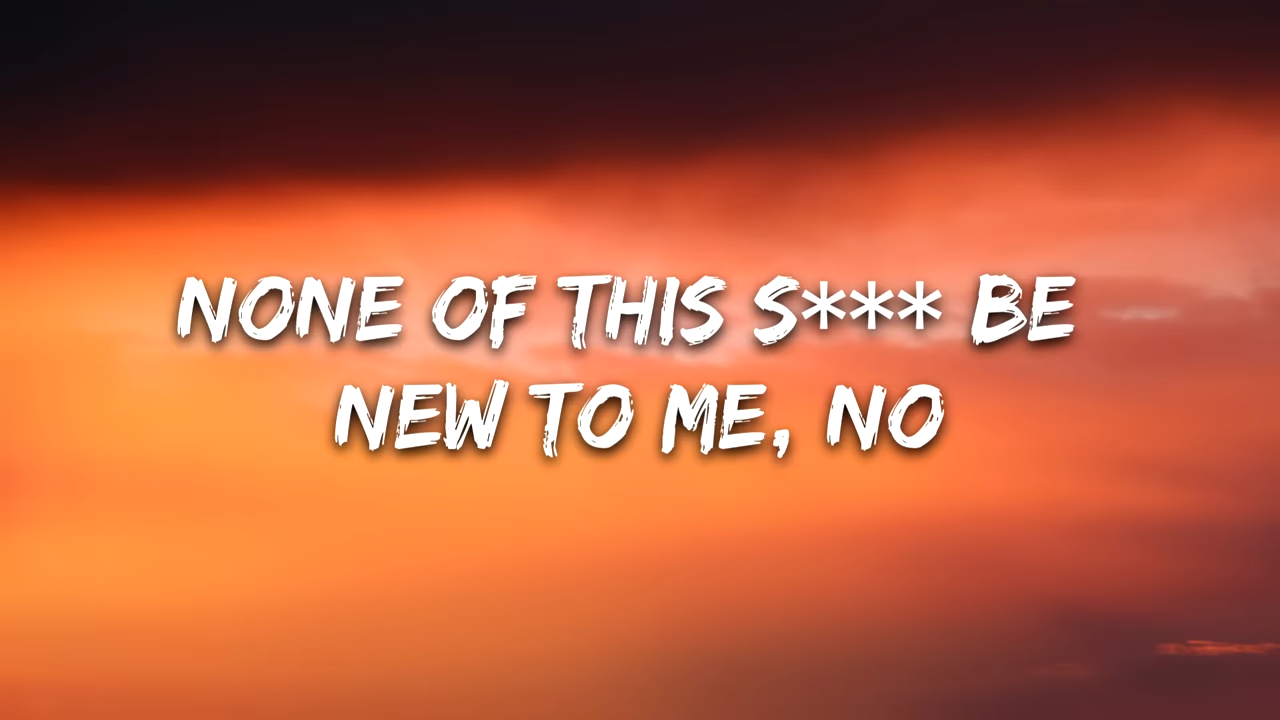 NONE OF THIS S*** BE
NEW TO ME, NO